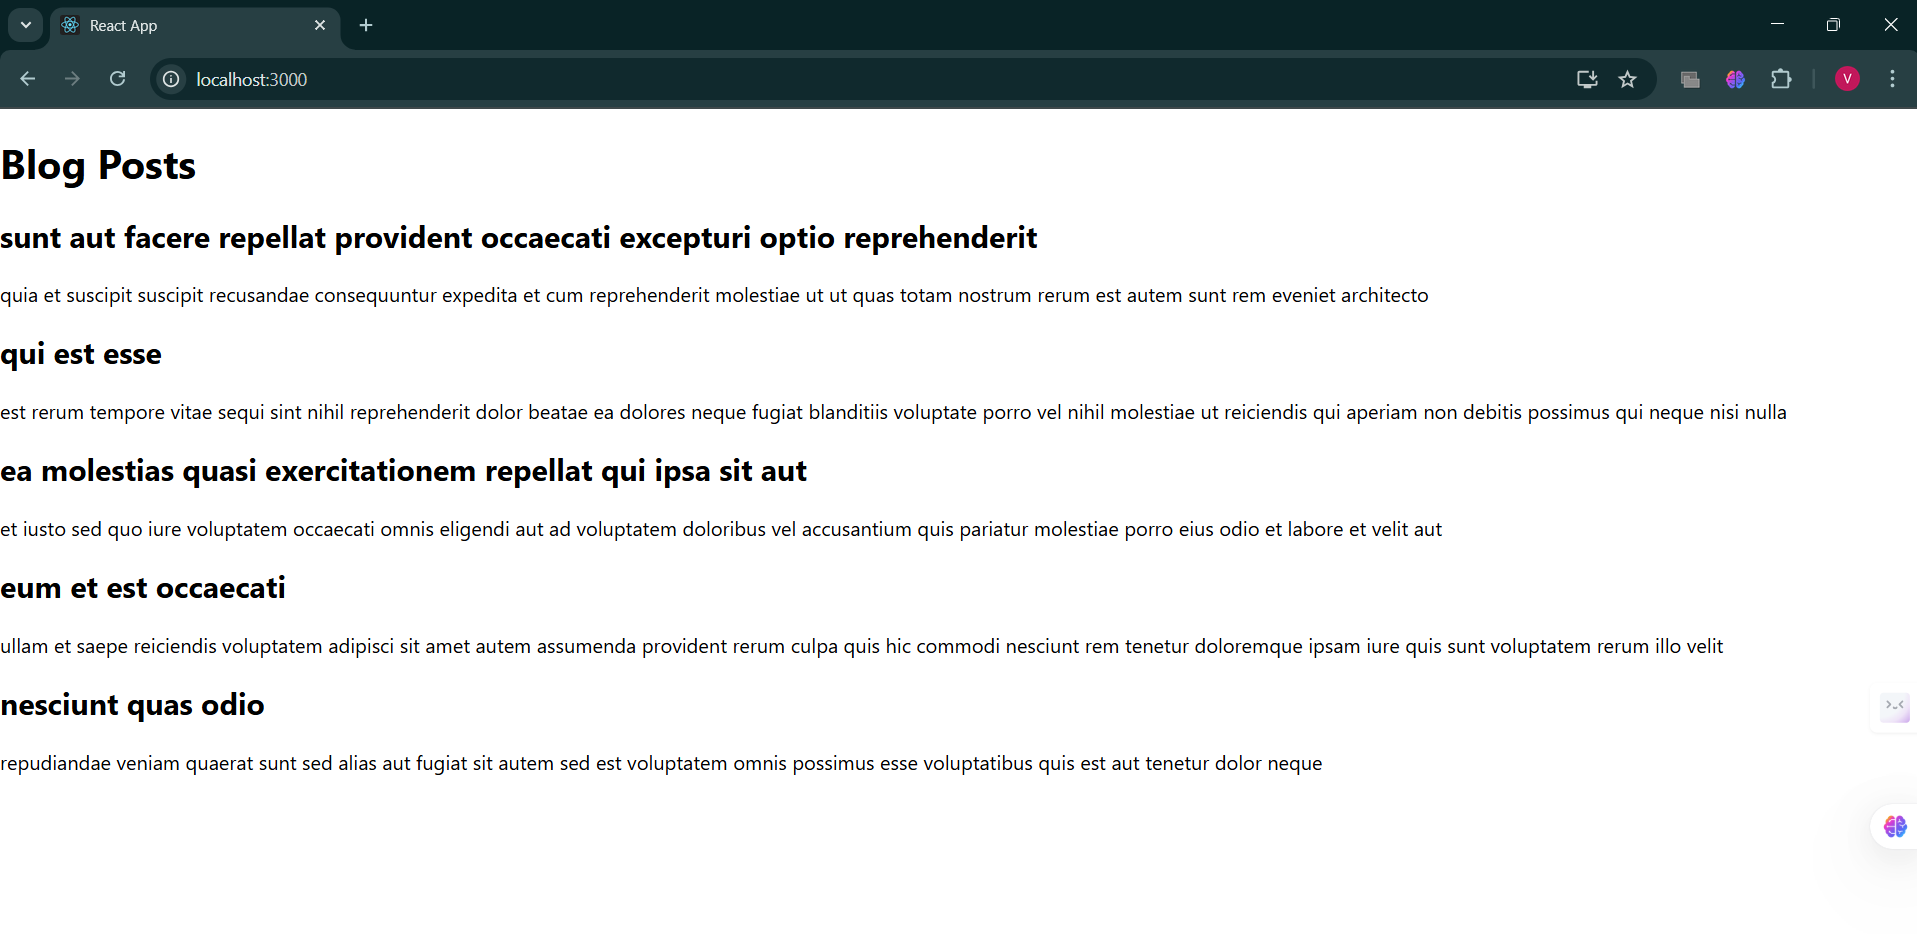 React App
localhost:3000
V
Blog Posts
sunt aut facere repellat provident occaecati excepturi optio reprehenderit
quia et suscipit suscipit recusandae consequuntur expedita et cum reprehenderit molestiae ut ut quas totam nostrum rerum est autem sunt rem eveniet architecto
qui est esse
est rerum tempore vitae sequi sint nihil reprehenderit dolor beatae ea dolores neque fugiat blanditiis voluptate porro vel nihil molestiae ut reiciendis qui aperiam non debitis possimus qui neque nisi nulla
ea molestias quasi exercitationem repellat qui ipsa sit aut
et iusto sed quo iure voluptatem occaecati omnis eligendi aut ad voluptatem doloribus vel accusantium quis pariatur molestiae porro eius odio et labore et velit aut
eum et est occaecati
ullam et saepe reiciendis voluptatem adipisci sit amet autem assumenda provident rerum culpa quis hic commodi nesciunt rem tenetur doloremque ipsam iure quis sunt voluptatem rerum illo velit
nesciunt quas odio
repudiandae veniam quaerat sunt sed alias aut fugiat sit autem sed est voluptatem omnis possimus esse voluptatibus quis est aut tenetur dolor neque